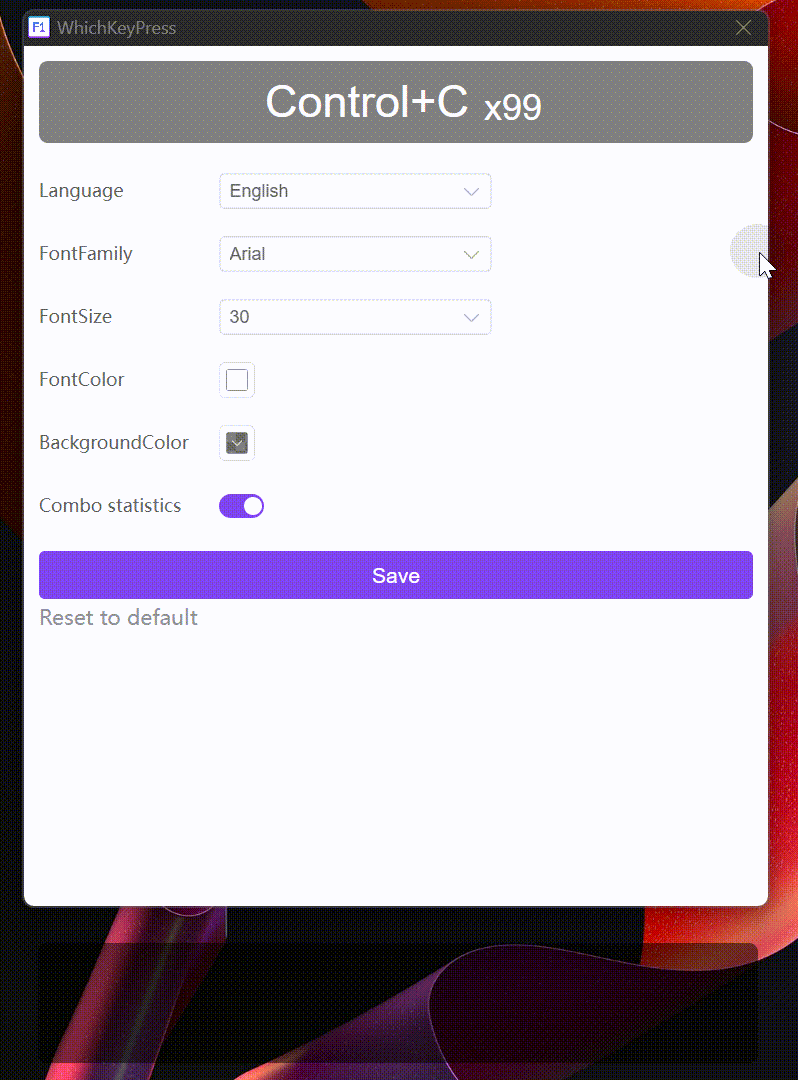 F1 WhichKeyPress
Control+C x99
Language English
FontFamily Arial
FontSize 30
FontColor
BackgroundColor
Combo statistics
Save
Reset to default